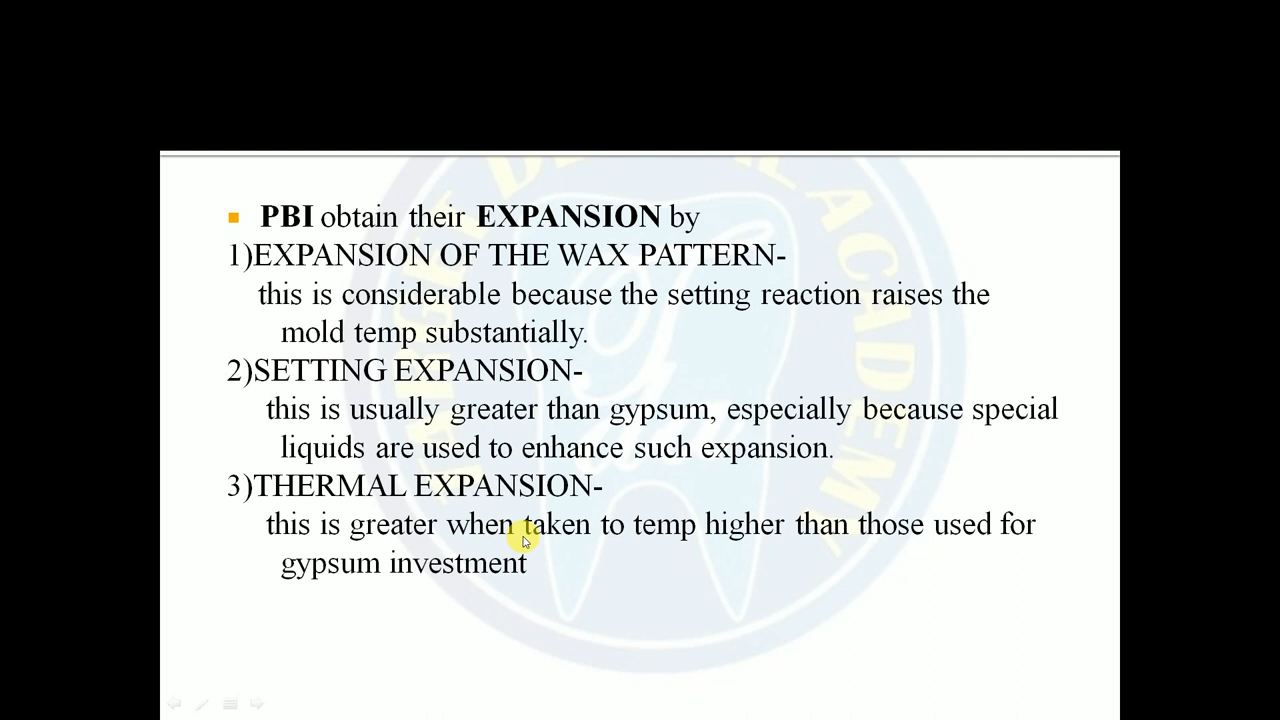 PBI obtain their EXPANSION by
1)EXPANSION OF THE WAX PATTERN-
this is considerable because the setting reaction raises the
mold temp substantially.
2)SETTING EXPANSION-
this is usually greater than gypsum, especially because special
liquids are used to enhance such expansion.
3)THERMAL EXPANSION-
this is greater when taken to temp higher than those used for
gypsum investment
ACADEMY